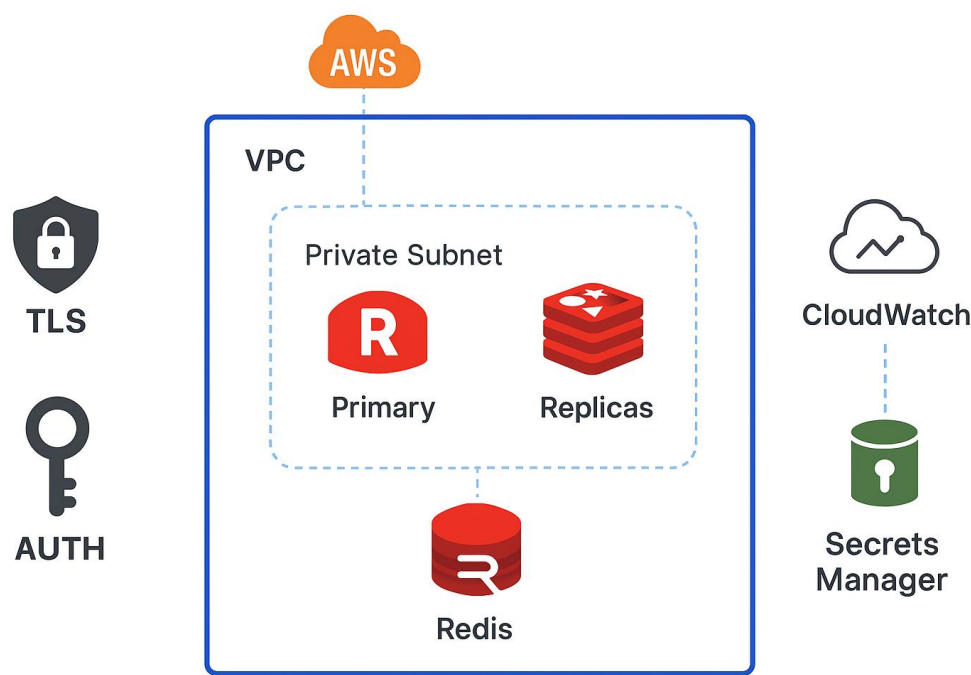 AWS
VPC
Private Subnet
R
Primary
Replicas
Redis
TLS
AUTH
CloudWatch
Secrets
Manager